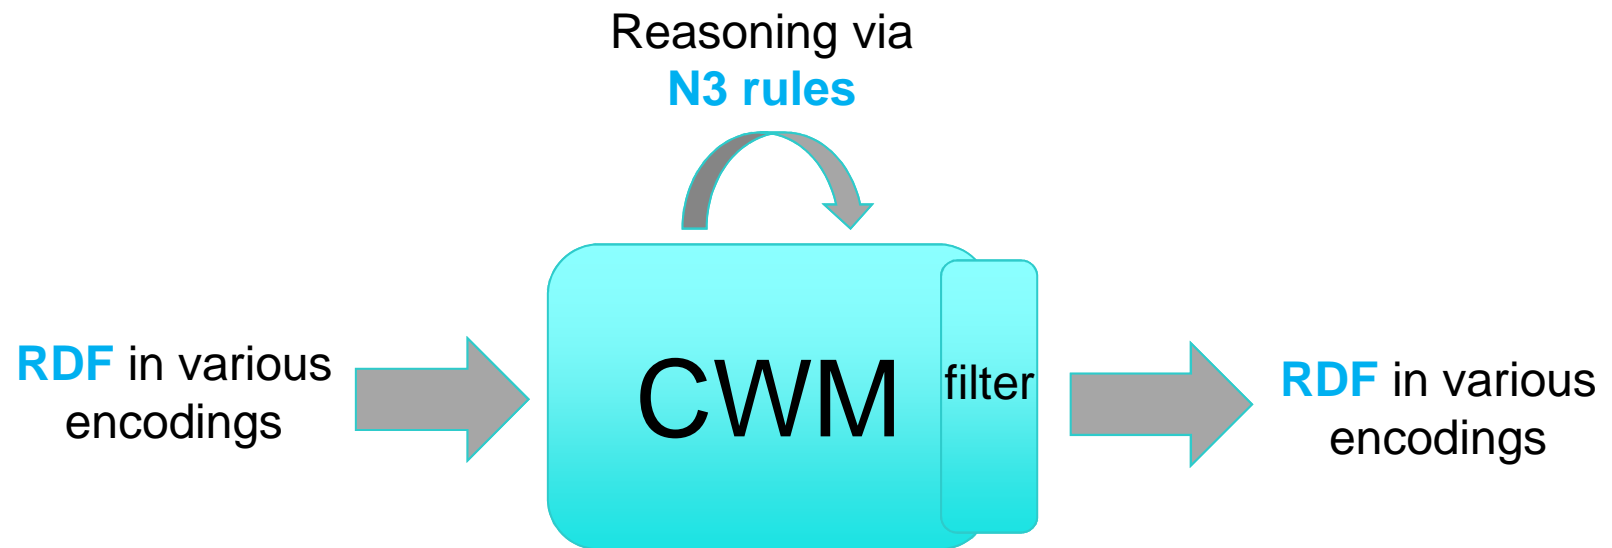 Reasoning via
N3 rules
RDF in various
encodings
CWM
filter
RDF in various
encodings